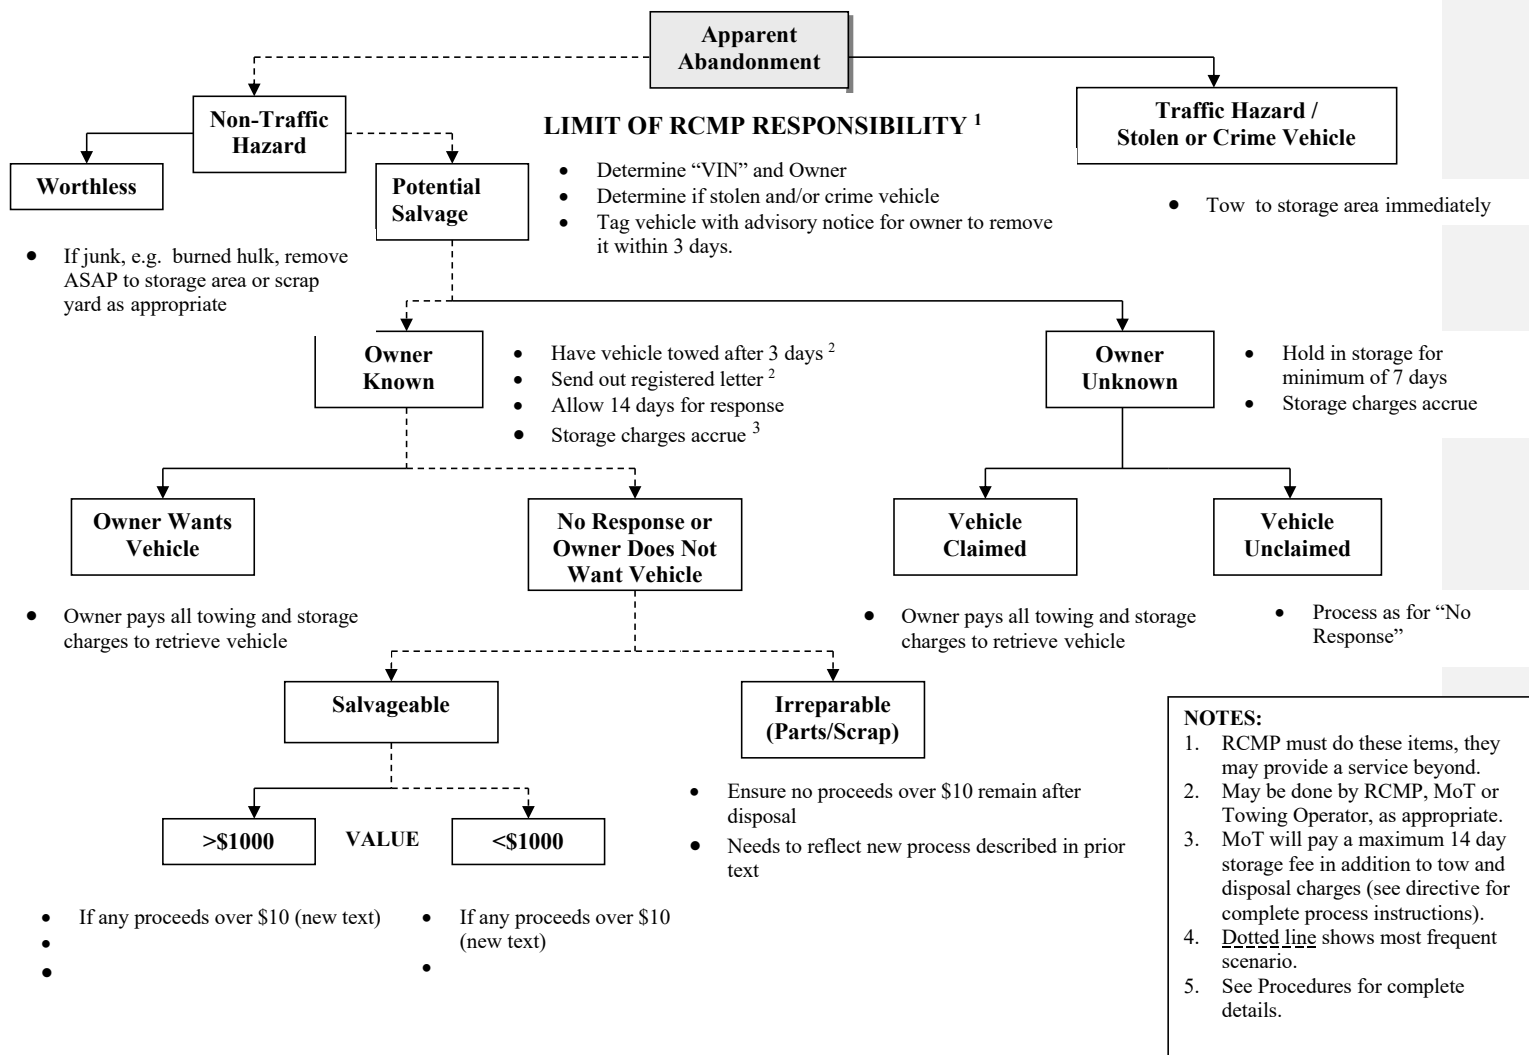 Apparent
Abandonment
Non-Traffic
Hazard
LIMIT OF RCMP RESPONSIBILITY 1
Traffic Hazard /
Stolen or Crime Vehicle
Worthless
Potential
Salvage
• Determine “VIN” and Owner
• Determine if stolen and/or crime vehicle
• Tag vehicle with advisory notice for owner to remove
it within 3 days.
• Tow to storage area immediately
• If junk, e.g. burned hulk, remove
ASAP to storage area or scrap
yard as appropriate
Owner
Known
• Have vehicle towed after 3 days 2
• Send out registered letter 2
• Allow 14 days for response
• Storage charges accrue 3
Owner
Unknown
• Hold in storage for
minimum of 7 days
• Storage charges accrue
Owner Wants
Vehicle
No Response or
Owner Does Not
Want Vehicle
Vehicle
Claimed
Vehicle
Unclaimed
• Owner pays all towing and storage
charges to retrieve vehicle
• Owner pays all towing and storage
charges to retrieve vehicle
• Process as for “No
Response”
Salvageable
Irreparable
(Parts/Scrap)
• Ensure no proceeds over $10 remain after
disposal
• Needs to reflect new process described in prior
text
>$1000
VALUE
<$1000
• If any proceeds over $10 (new text)
•
•
• If any proceeds over $10
(new text)
•
NOTES:
1. RCMP must do these items, they
may provide a service beyond.
2. May be done by RCMP, MoT or
Towing Operator, as appropriate.
3. MoT will pay a maximum 14 day
storage fee in addition to tow and
disposal charges (see directive for
complete process instructions).
4. Dotted line shows most frequent
scenario.
5. See Procedures for complete
details.